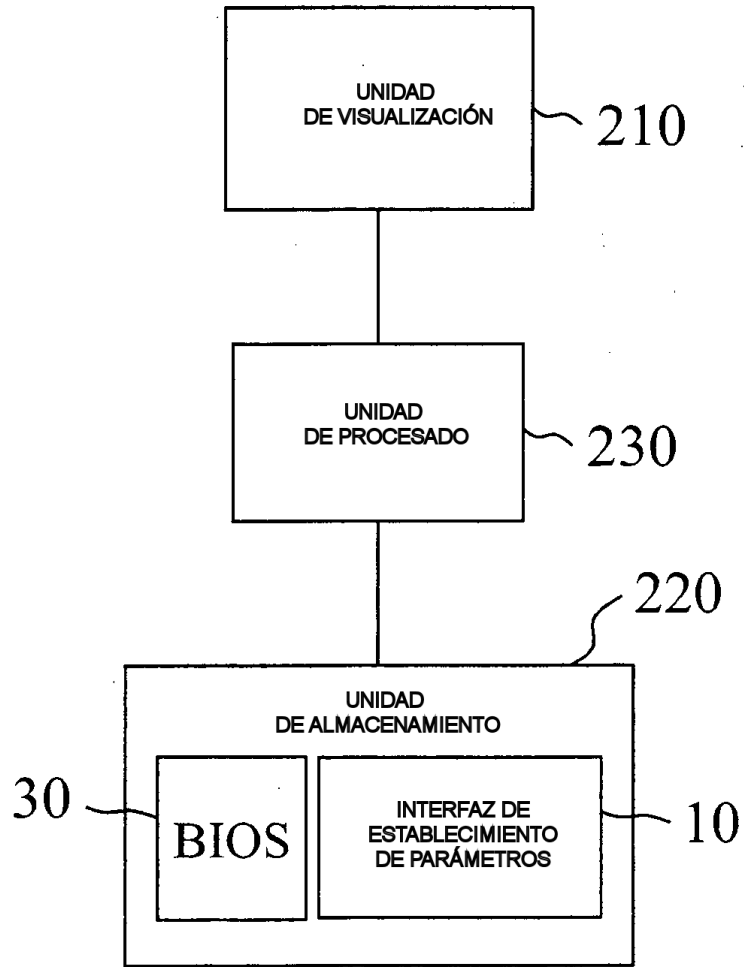 UNIDAD
DE VISUALIZACIÓN
210
UNIDAD
DE PROCESADO
230
220
UNIDAD
DE ALMACENAMIENTO
30
BIOS
INTERFAZ DE
ESTABLECIMIENTO
DE PARÁMETROS
10